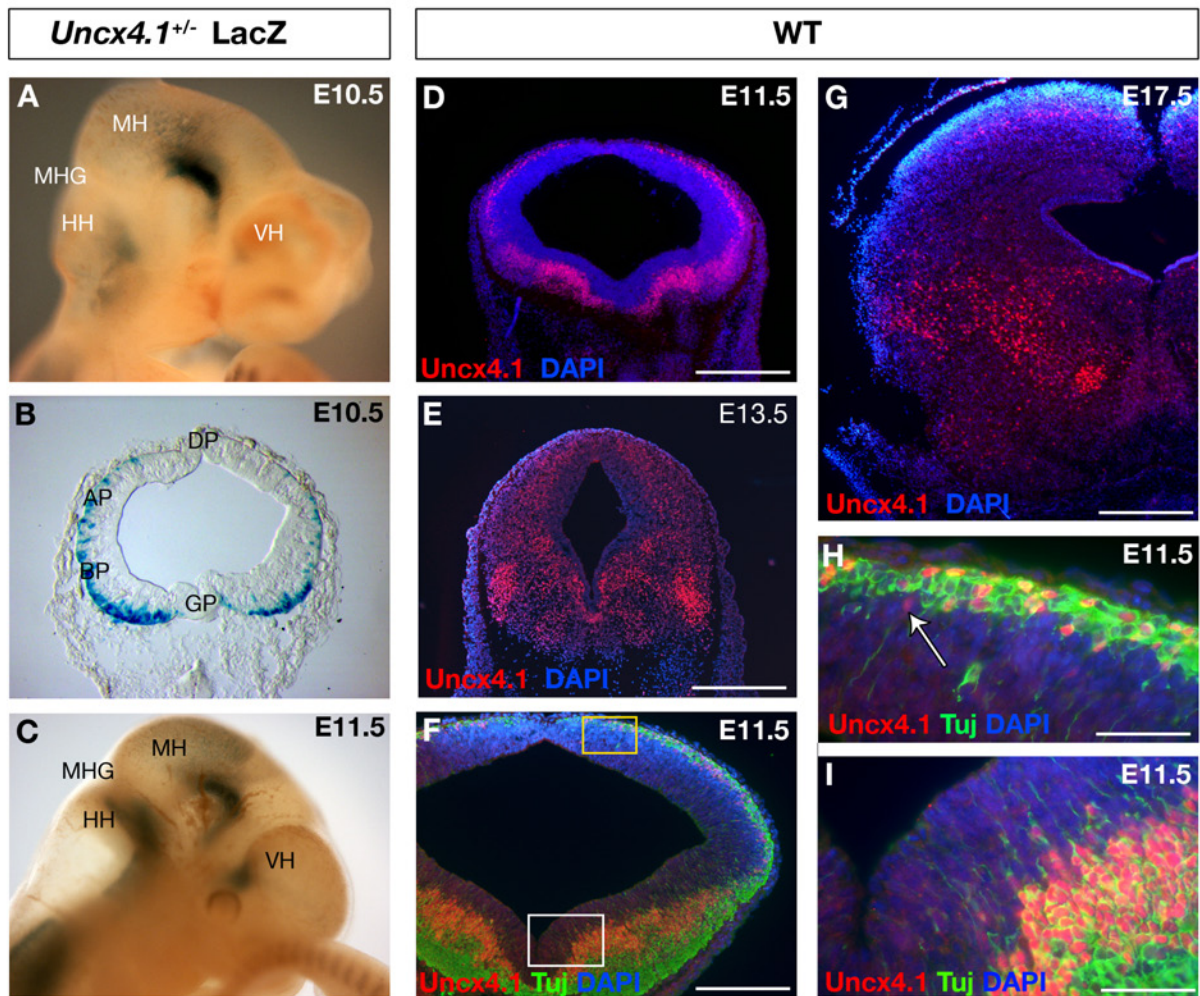 Uncx4.1+/- LacZ
WT
A
E10.5
MH
MHG
HH
VH
B
E10.5
DP
AP
BP
GP
C
E11.5
MH
MHG
HH
VH
D
E11.5
Uncx4.1 DAPI
E
E13.5
Uncx4.1 DAPI
F
E11.5
Uncx4.1 Tuj DAPI
G
E17.5
Uncx4.1 DAPI
H
E11.5
Uncx4.1 Tuj DAPI
I
E11.5
Uncx4.1 Tuj DAPI